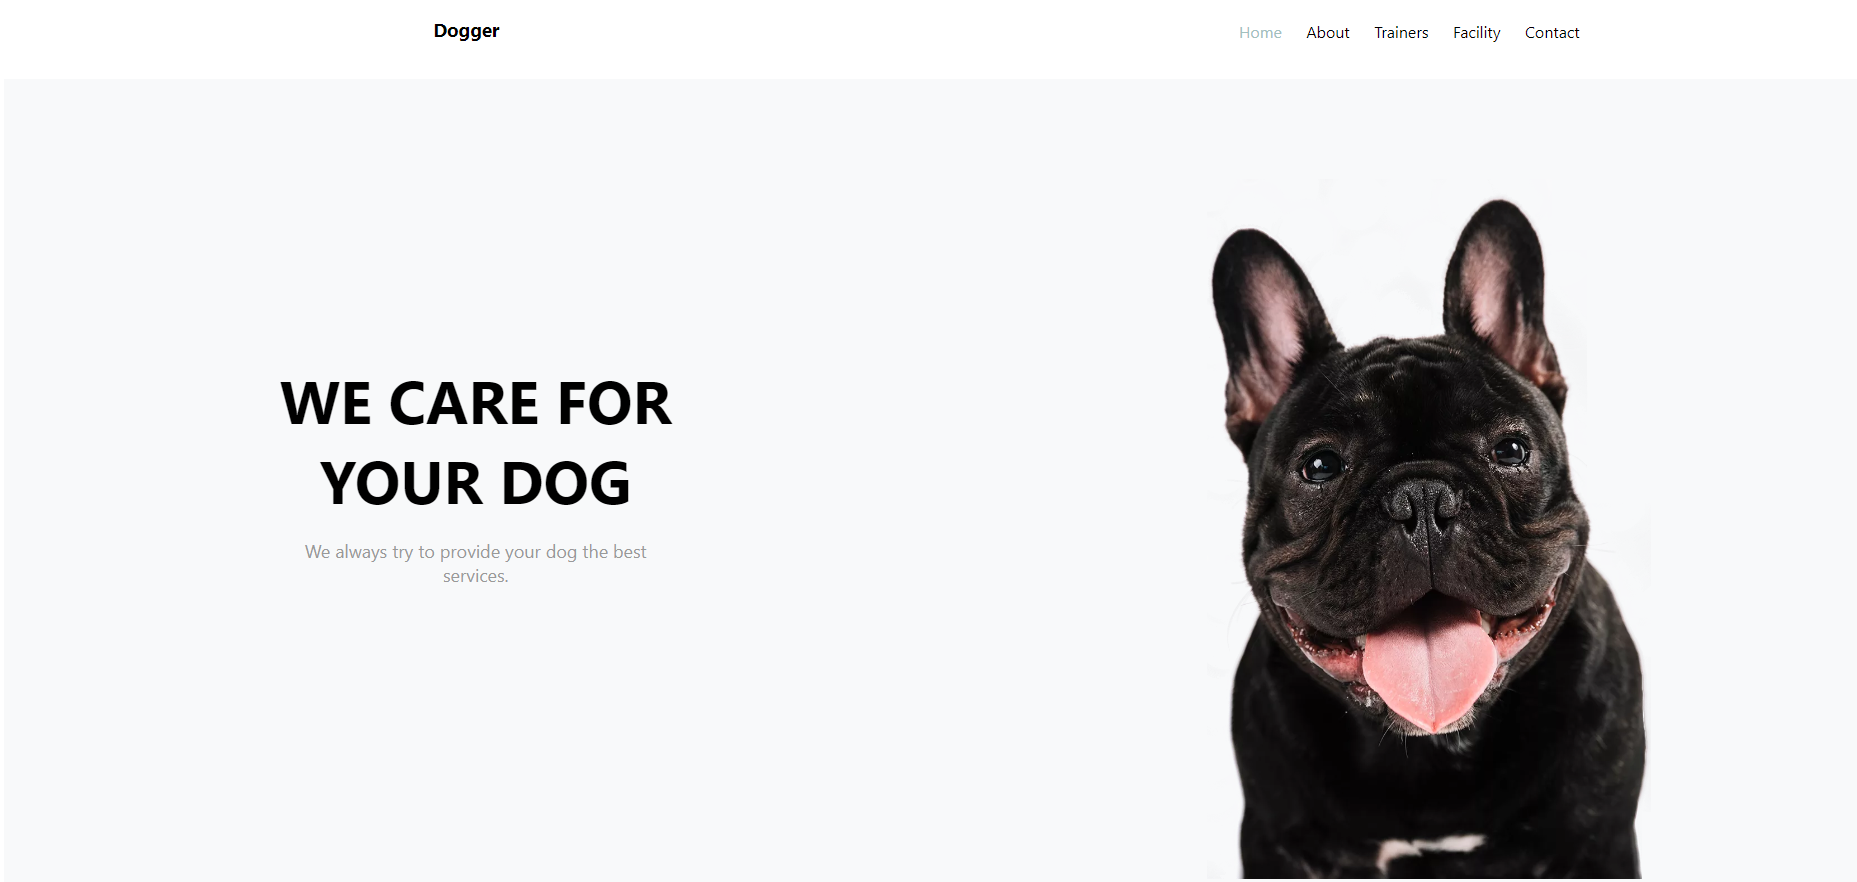 Dogger
Home About Trainers Facility Contact
WE CARE FOR
YOUR DOG
We always try to provide your dog the best
services.